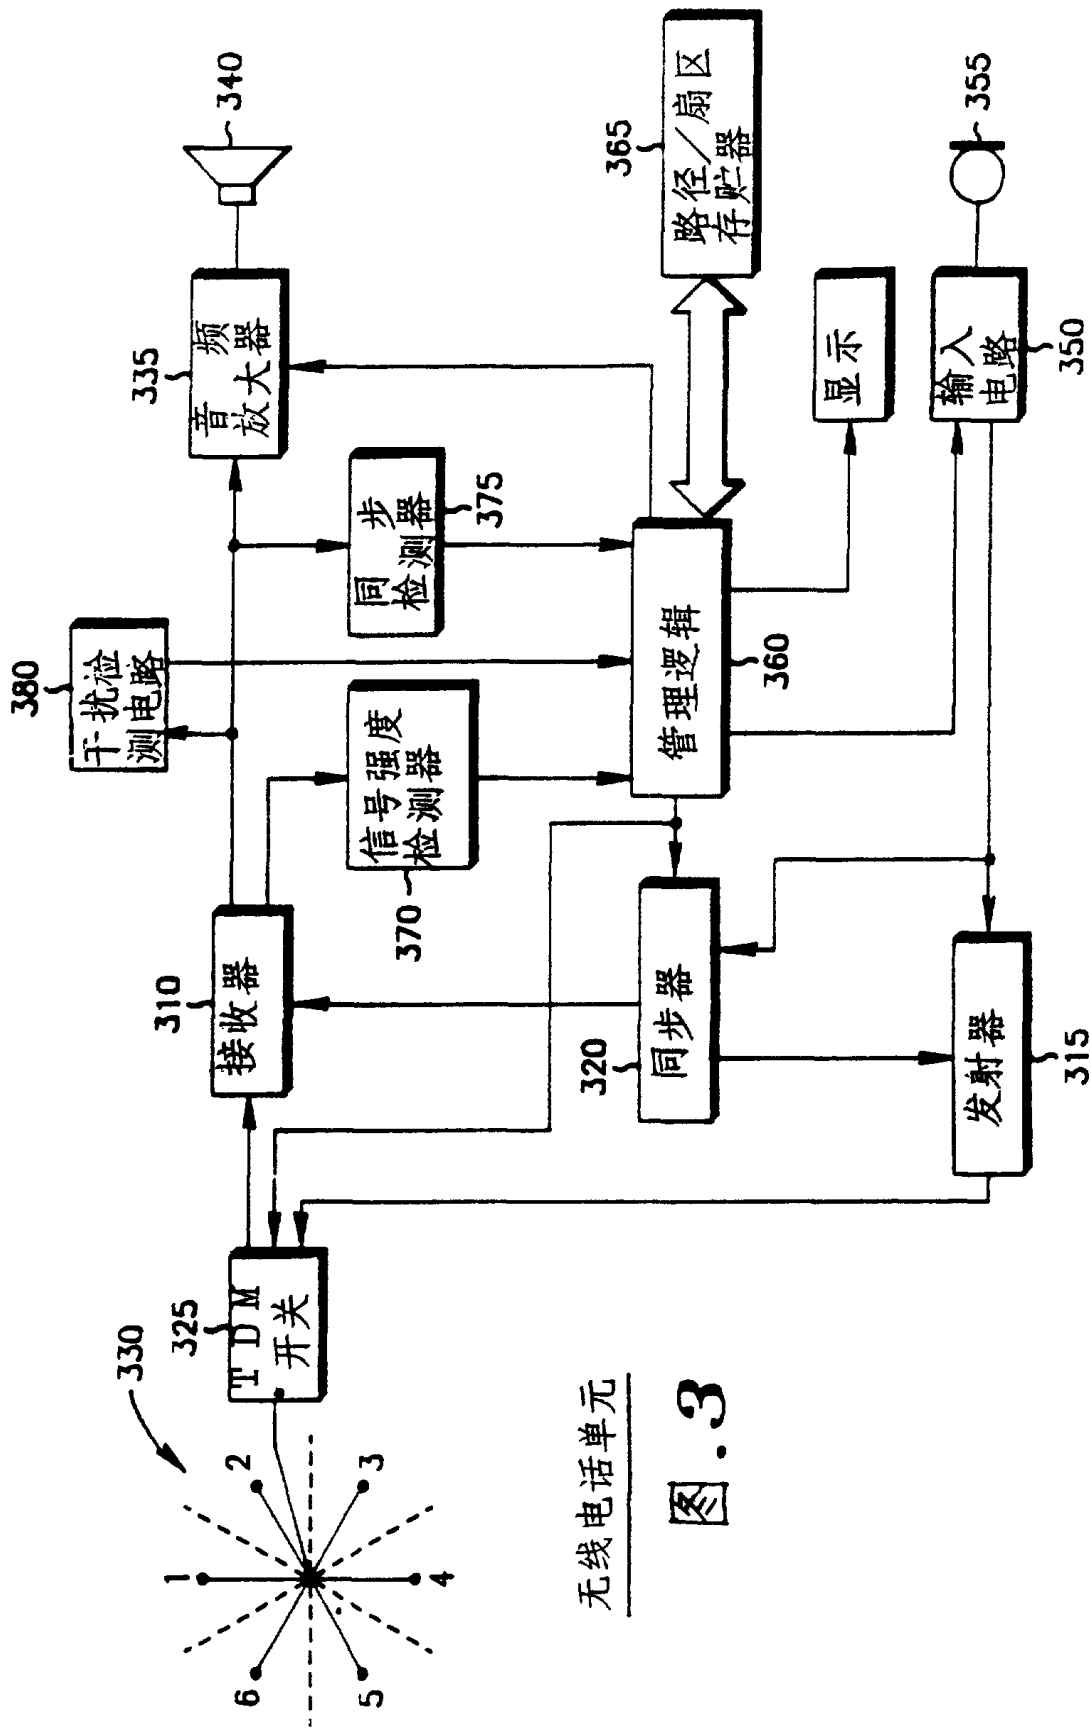 340
音频
放大器
335
365
路径／扇区
存贮器
355
380
干扰检
测电路
同步
检测器
375
显示
输入
电路
350
信号强度
检测器
370
管理逻辑
360
310
接收器
320
同步器
发射器
315
325
TDM
开关
330
1
2
3
4
5
6
无线电话单元
图.3